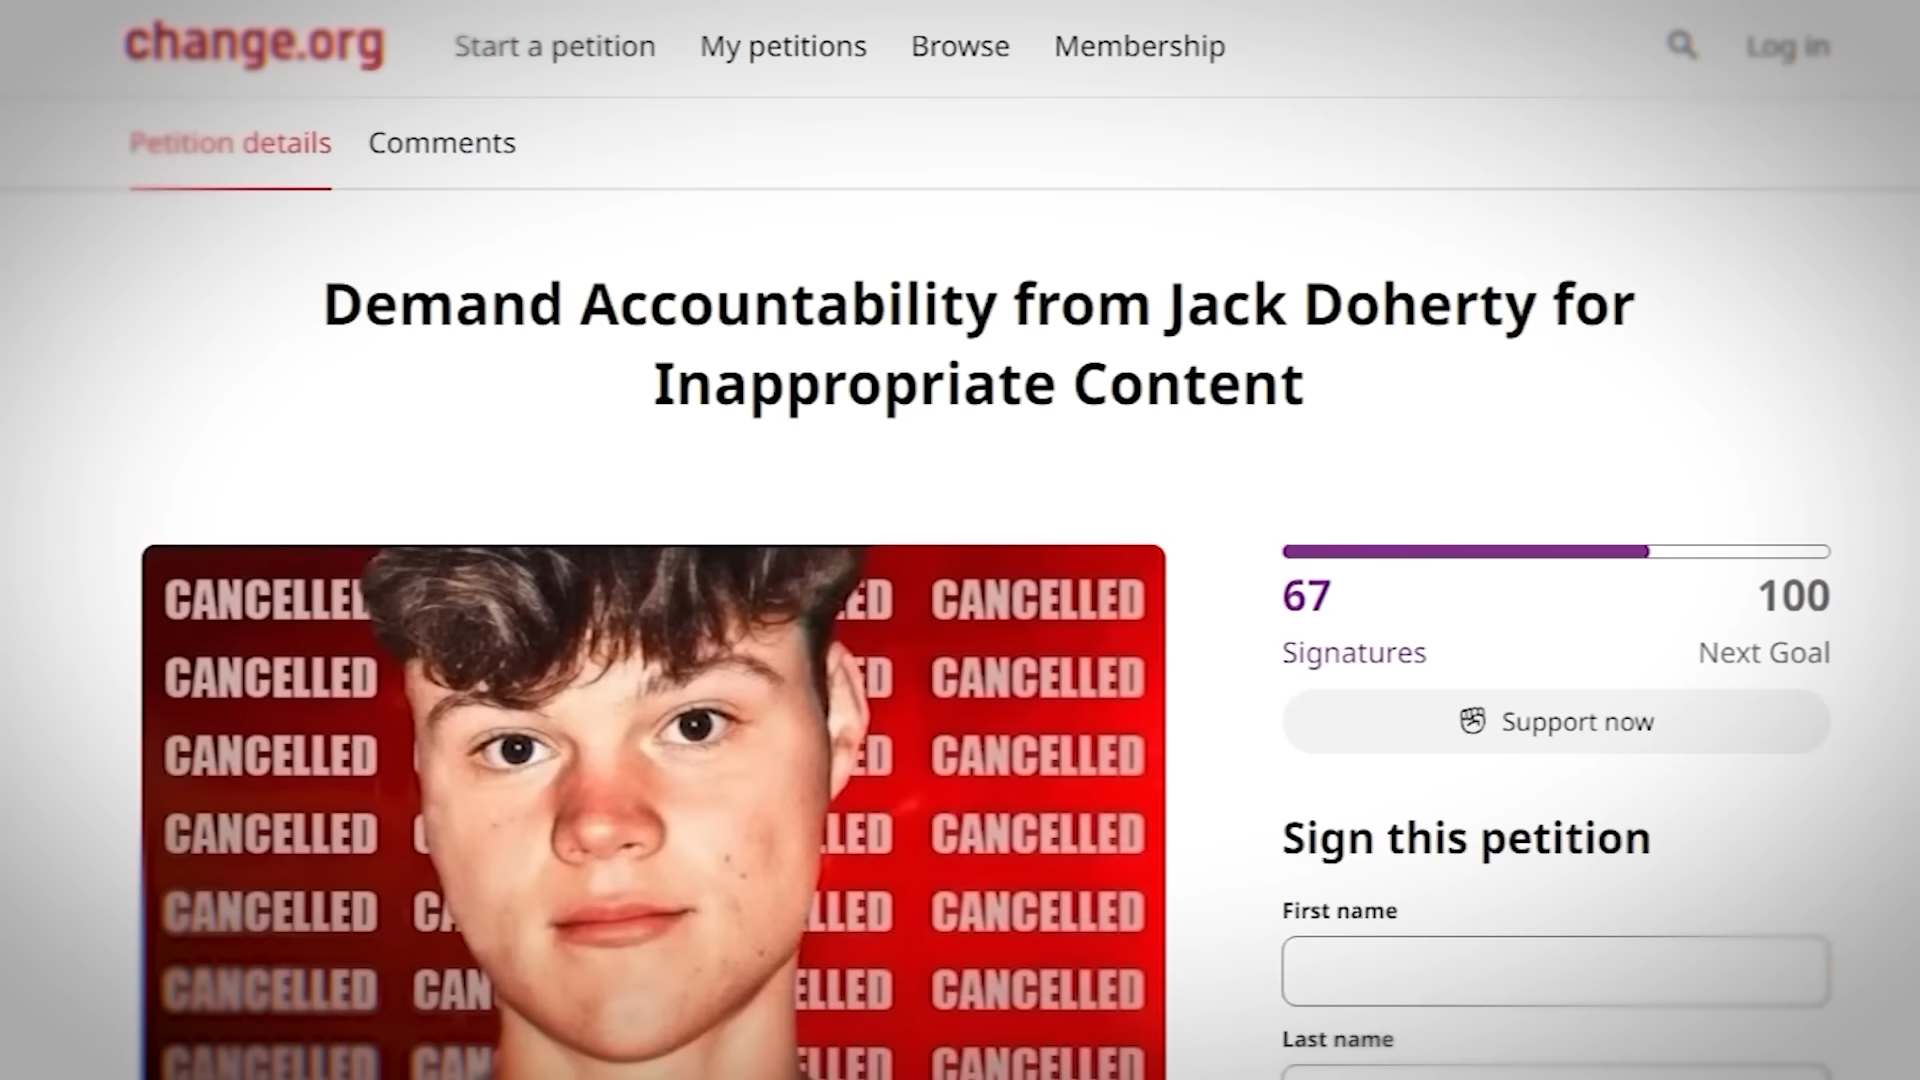 change.org
Start a petition
My petitions
Browse
Membership
Log in
Petition details
Comments
Demand Accountability from Jack Doherty for
Inappropriate Content
CANCELLED CANCELLED
CANCELLED CANCELLED
CANCELLED CANCELLED
CANCELLED CANCELLED
CANCELLED CANCELLED
CANCELLED CANCELLED
CANCELLED CANCELLED
67 100
Signatures Next Goal
Support now
Sign this petition
First name
Last name